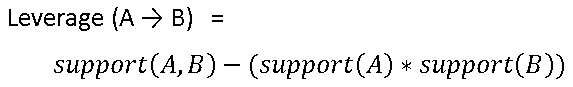 Leverage (A → B) =
support(A, B) − (support(A) ∗ support(B))